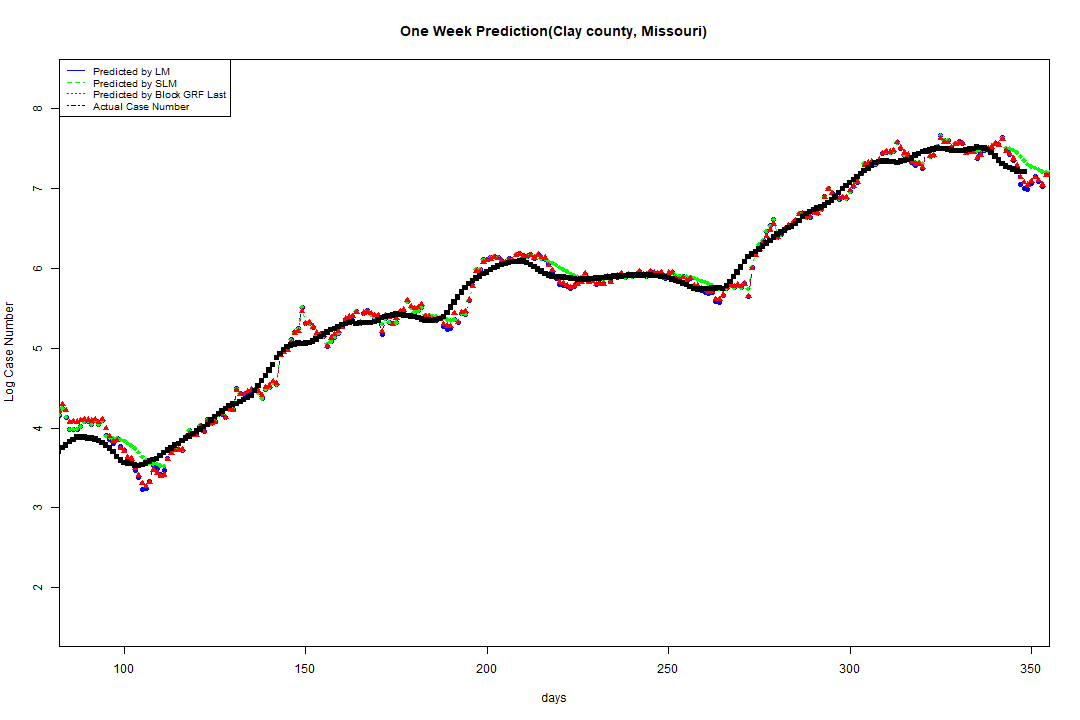 One Week Prediction(Clay county, Missouri)
Predicted by LM
Predicted by SLM
Predicted by Block GRF Last
Actual Case Number
Log Case Number
8
7
6
5
4
3
2
100 150 200 250 300 350
days